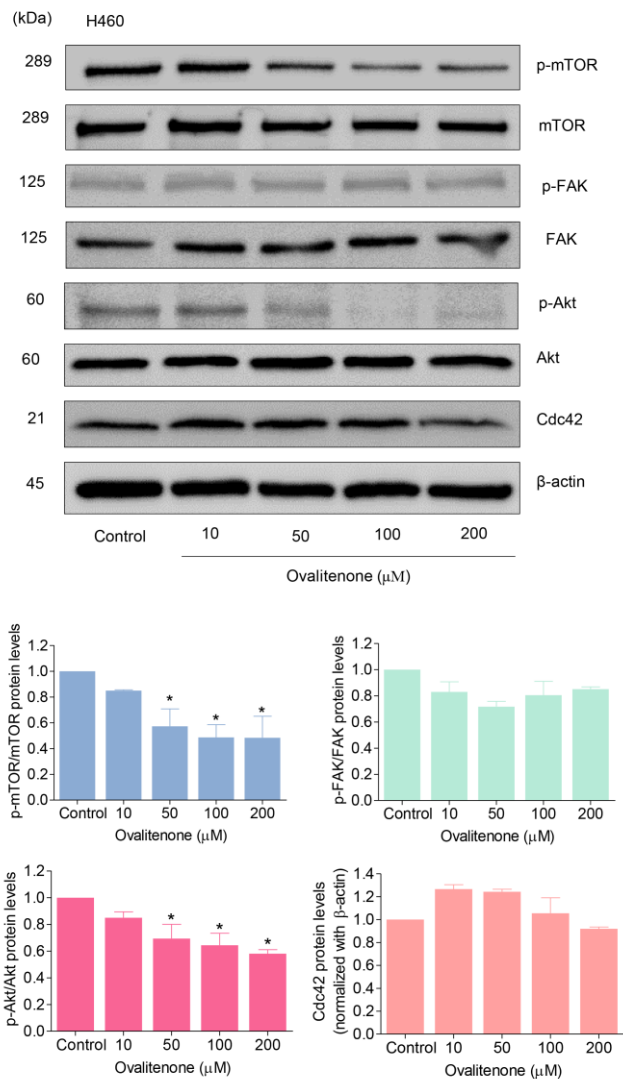 (kDa) H460
289 p-mTOR
289 mTOR
125 p-FAK
125 FAK
60 p-Akt
60 Akt
21 Cdc42
45 β-actin
Control 10 50 100 200
Ovalitenone (μM)
p-mTOR/mTOR protein levels
1.2
1.0
0.8
0.6
0.4
0.2
0.0
* * *
Control 10 50 100 200
Ovalitenone (μM)
p-FAK/FAK protein levels
1.2
1.0
0.8
0.6
0.4
0.2
0.0
Control 10 50 100 200
Ovalitenone (μM)
p-Akt/Akt protein levels
1.2
1.0
0.8
0.6
0.4
0.2
0.0
* * *
Control 10 50 100 200
Ovalitenone (μM)
Cdc42 protein levels
(normalized with β-actin)
1.4
1.2
1.0
0.8
0.6
0.4
0.2
0.0
Control 10 50 100 200
Ovalitenone (μM)